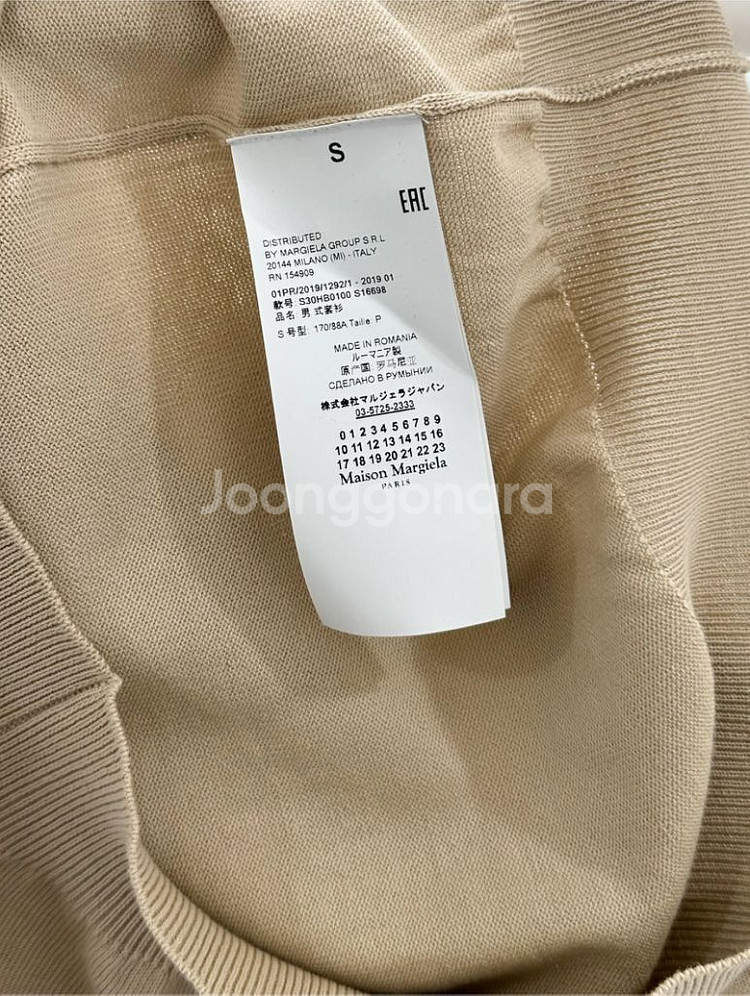 S
EAC
DISTRIBUTED
BY MARGIELA GROUP S R L
20144 MILANO (MI) - ITALY
RN 154909
01PR/2019/1292/1 - 2019 01
款号: S30HB0100 S16698
品名: 男 式套衫
S 号型: 170/88A Taille: P
MADE IN ROMANIA
ルーマニア製
原产国: 罗马尼亚
СДЕЛАНО В РУМЫНИИ
株式会社マルジェラジャパン
03-5725-2333
0 1 2 3 4 5 6 7 8 9
10 11 12 13 14 15 16
17 18 19 20 21 22 23
Maison Margiela
PARIS
Joonggonara